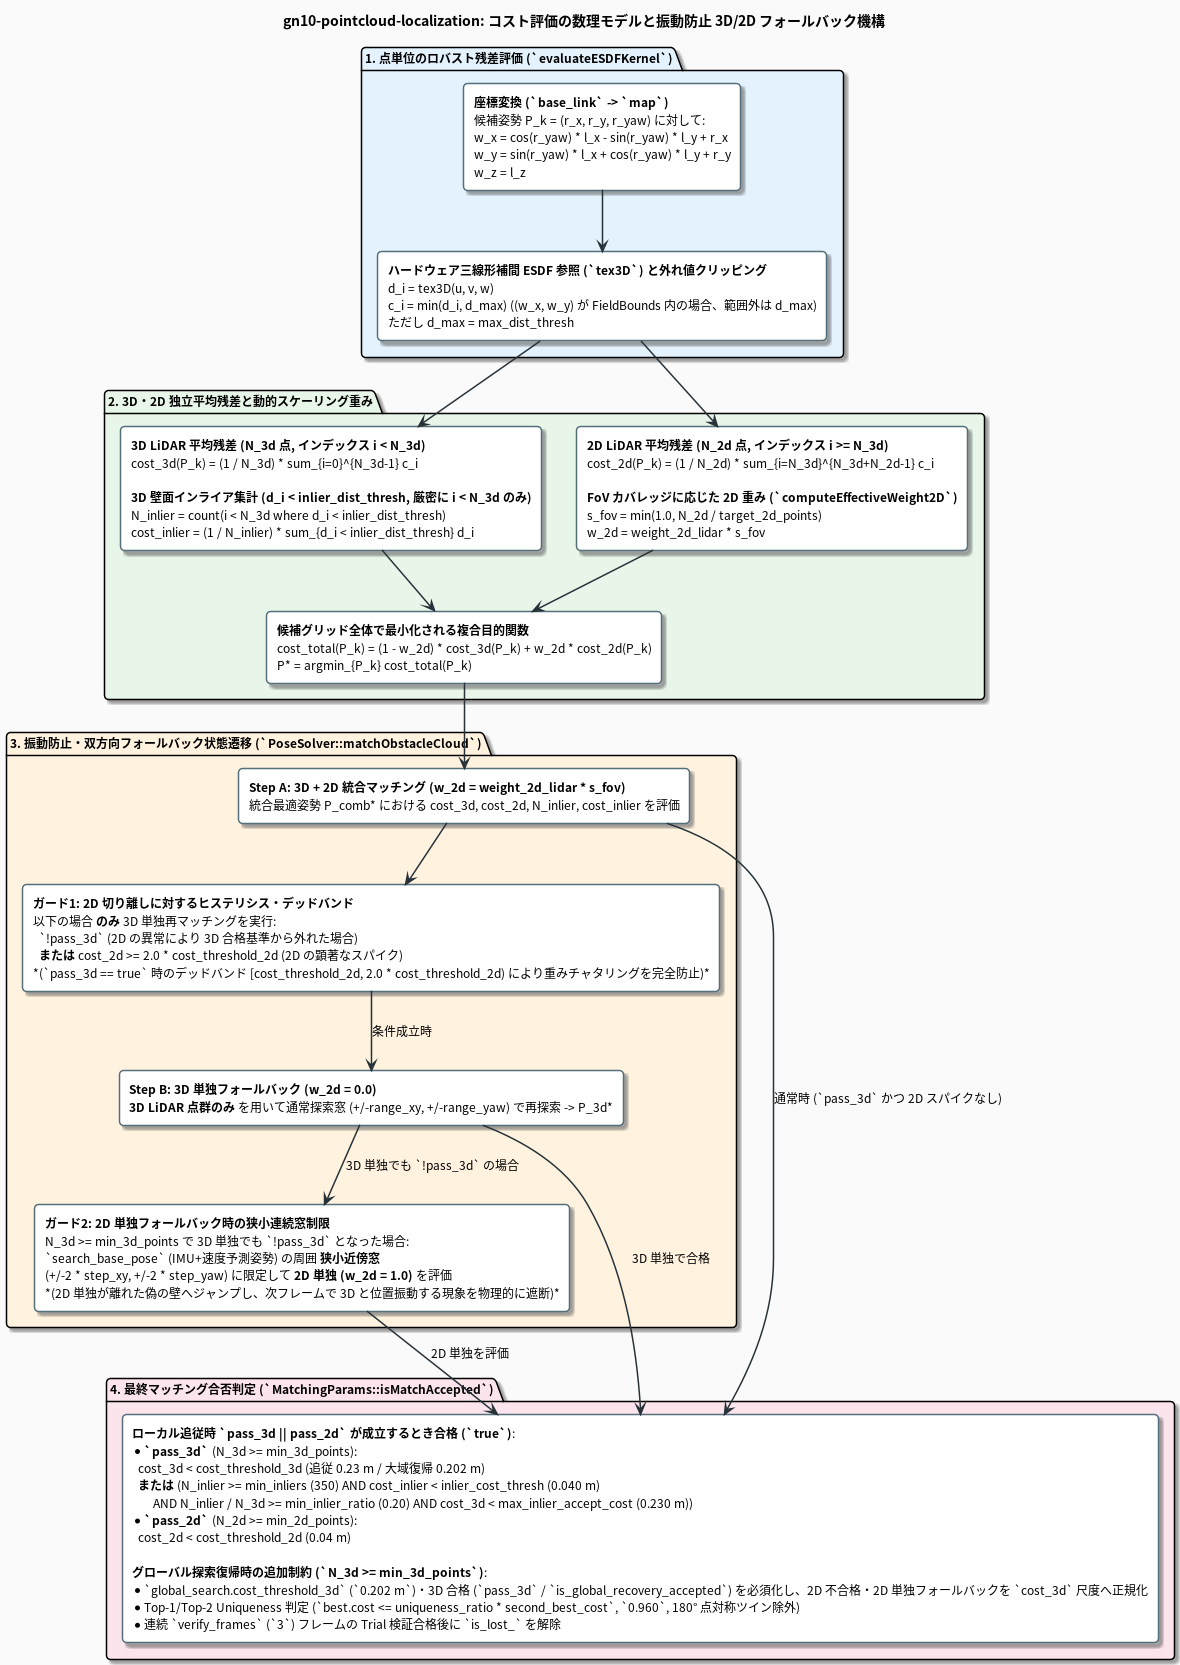 gn10-pointcloud-localization: コスト評価の数理モデルと振動防止 3D/2D フォールバック機構
1. 点単位のロバスト残差評価 (`evaluateESDFKernel`)
座標変換 (`base_link` -> `map`)
候補姿勢 P_k = (r_x, r_y, r_yaw) に対して:
w_x = cos(r_yaw) * l_x - sin(r_yaw) * l_y + r_x
w_y = sin(r_yaw) * l_x + cos(r_yaw) * l_y + r_y
w_z = l_z
ハードウェア三線形補間 ESDF 参照 (`tex3D`) と外れ値クリッピング
d_i = tex3D(u, v, w)
c_i = min(d_i, d_max) ((w_x, w_y) が FieldBounds 内の場合、範囲外は d_max)
ただし d_max = max_dist_thresh
2. 3D・2D 独立平均残差と動的スケーリング重み
3D LiDAR 平均残差 (N_3d 点, インデックス i < N_3d)
cost_3d(P_k) = (1 / N_3d) * sum_{i=0}^{N_3d-1} c_i
3D 壁面インライア集計 (d_i < inlier_dist_thresh, 厳密に i < N_3d のみ)
N_inlier = count(i < N_3d where d_i < inlier_dist_thresh)
cost_inlier = (1 / N_inlier) * sum_{d_i < inlier_dist_thresh} d_i
2D LiDAR 平均残差 (N_2d 点, インデックス i >= N_3d)
cost_2d(P_k) = (1 / N_2d) * sum_{i=N_3d}^{N_3d+N_2d-1} c_i
FoV カバレッジに応じた 2D 重み (`computeEffectiveWeight2D`)
s_fov = min(1.0, N_2d / target_2d_points)
w_2d = weight_2d_lidar * s_fov
候補グリッド全体で最小化される複合目的関数
cost_total(P_k) = (1 - w_2d) * cost_3d(P_k) + w_2d * cost_2d(P_k)
P* = argmin_{P_k} cost_total(P_k)
3. 振動防止・双方向フォールバック状態遷移 (`PoseSolver::matchObstacleCloud`)
Step A: 3D + 2D 統合マッチング (w_2d = weight_2d_lidar * s_fov)
統合最適姿勢 P_comb* における cost_3d, cost_2d, N_inlier, cost_inlier を評価
ガード1: 2D 切り離しに対するヒステリシス・デッドバンド
以下の場合 のみ 3D 単独再マッチングを実行:
`!pass_3d` (2D の異常により 3D 合格基準から外れた場合)
または cost_2d >= 2.0 * cost_threshold_2d (2D の顕著なスパイク)
*(`pass_3d == true` 時のデッドバンド [cost_threshold_2d, 2.0 * cost_threshold_2d) により重みチャタリングを完全防止)*
条件成立時
Step B: 3D 単独フォールバック (w_2d = 0.0)
3D LiDAR 点群のみ を用いて通常探索窓 (+/-range_xy, +/-range_yaw) で再探索 -> P_3d*
通常時 (`pass_3d` かつ 2D スパイクなし)
3D 単独でも `!pass_3d` の場合
ガード2: 2D 単独フォールバック時の狭小連続窓制限
N_3d >= min_3d_points で 3D 単独でも `!pass_3d` となった場合:
`search_base_pose` (IMU+速度予測姿勢) の周囲 狭小近傍窓
(+/-2 * step_xy, +/-2 * step_yaw) に限定して 2D 単独 (w_2d = 1.0) を評価
*(2D 単独が離れた偽の壁へジャンプし、次フレームで 3D と位置振動する現象を物理的に遮断)*
3D 単独で合格
2D 単独を評価
4. 最終マッチング合否判定 (`MatchingParams::isMatchAccepted`)
ローカル追従時 `pass_3d || pass_2d` が成立するとき合格 (`true`):
• `pass_3d` (N_3d >= min_3d_points):
cost_3d < cost_threshold_3d (追従 0.23 m / 大域復帰 0.202 m)
または (N_inlier >= min_inliers (350) AND cost_inlier < inlier_cost_thresh (0.040 m)
AND N_inlier / N_3d >= min_inlier_ratio (0.20) AND cost_3d < max_inlier_accept_cost (0.230 m))
• `pass_2d` (N_2d >= min_2d_points):
cost_2d < cost_threshold_2d (0.04 m)
グローバル探索復帰時の追加制約 (`N_3d >= min_3d_points`):
• `global_search.cost_threshold_3d` (`0.202 m`)・3D 合格 (`pass_3d` / `is_global_recovery_accepted`) を必須化し、2D 不合格・2D 単独フォールバックを `cost_3d` 尺度へ正規化
• Top-1/Top-2 Uniqueness 判定 (`best.cost <= uniqueness_ratio * second_best_cost`, `0.960`, 180° 点対称ツイン除外)
• 連続 `verify_frames` (`3`) フレームの Trial 検証合格後に `is_lost_` を解除